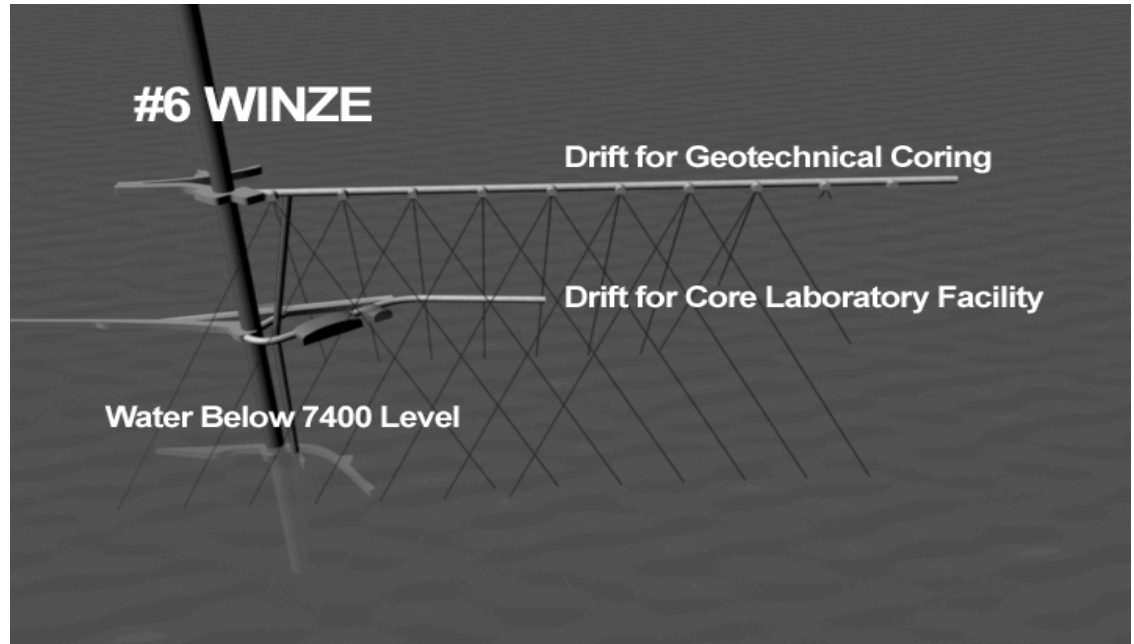 #6 WINZE
Drift for Geotechnical Coring
Drift for Core Laboratory Facility
Water Below 7400 Level